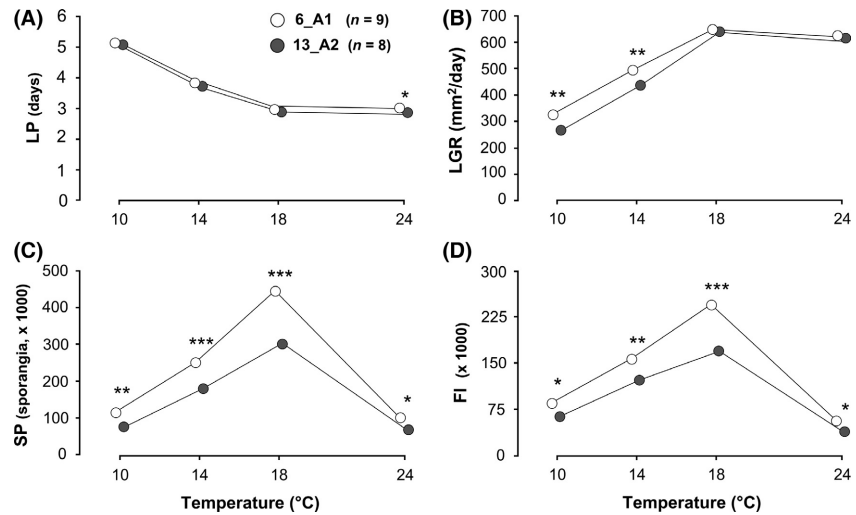 (A)
6
5
4
3
2
1
0
LP (days)
6_A1 (n = 9)
13_A2 (n = 8)
*
10 14 18 24
(B)
700
600
500
400
300
200
100
0
LGR (mm²/day)
** **
10 14 18 24
(C)
500
400
300
200
100
0
SP (sporangia, x 1000)
** *** *** *
10 14 18 24
Temperature (°C)
(D)
300
225
150
75
0
FI (x 1000)
* ** *** *
10 14 18 24
Temperature (°C)